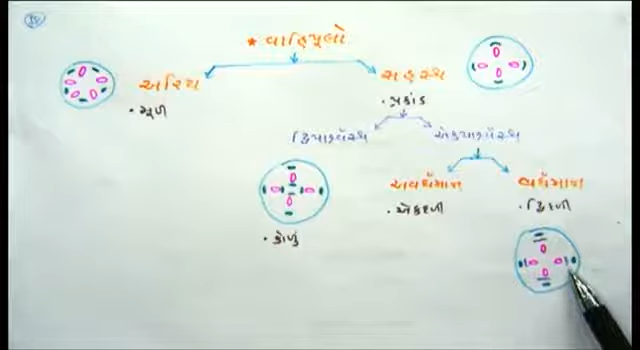 * વાહિપૂલો
અરિય
• મૂળ
સહસ્થ
• પ્રકાંડ
દ્વિપાર્શ્વસ્થ
એકપાર્શ્વસ્થ
• કોળું
અવર્ધમાન
• એકદળી
વર્ધમાન
• દ્વિદળી